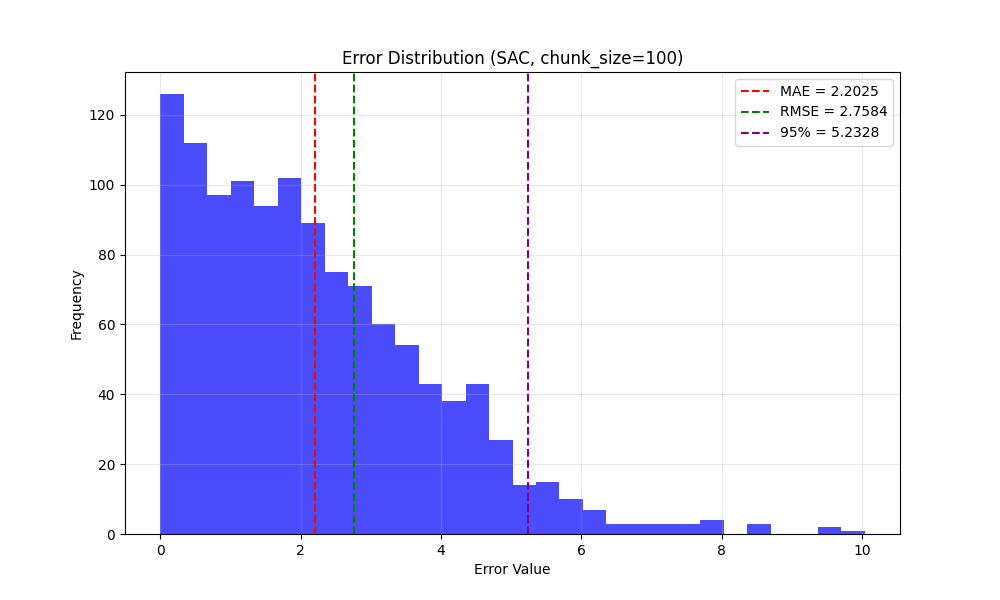 Error Distribution (SAC, chunk_size=100)
MAE = 2.2025
RMSE = 2.7584
95% = 5.2328
Frequency
120
100
80
60
40
20
0
0 2 4 6 8 10
Error Value